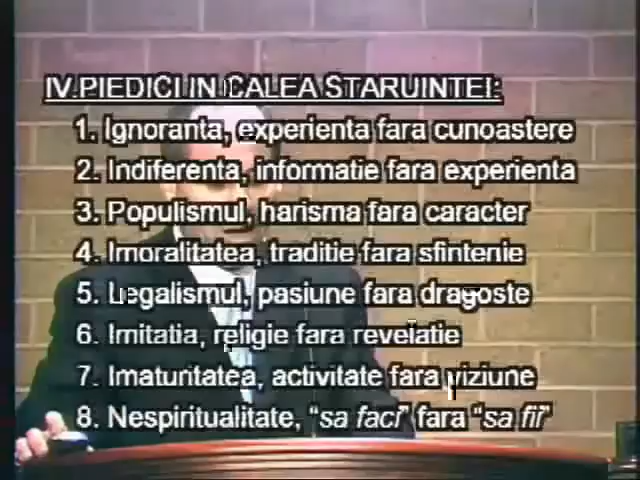 IV.PIEDICI IN CALEA STARUINTEI:
1. Ignoranta, experienta fara cunoastere
2. Indiferenta, informatie fara experienta
3. Populismul, harisma fara caracter
4. Imoralitatea, traditie fara sfintenie
5. Legalismul, pasiune fara dragoste
6. Imitatia, religie fara revelatie
7. Imaturitatea, activitate fara viziune
8. Nespiritualitate, “sa faci” fara “sa fii”